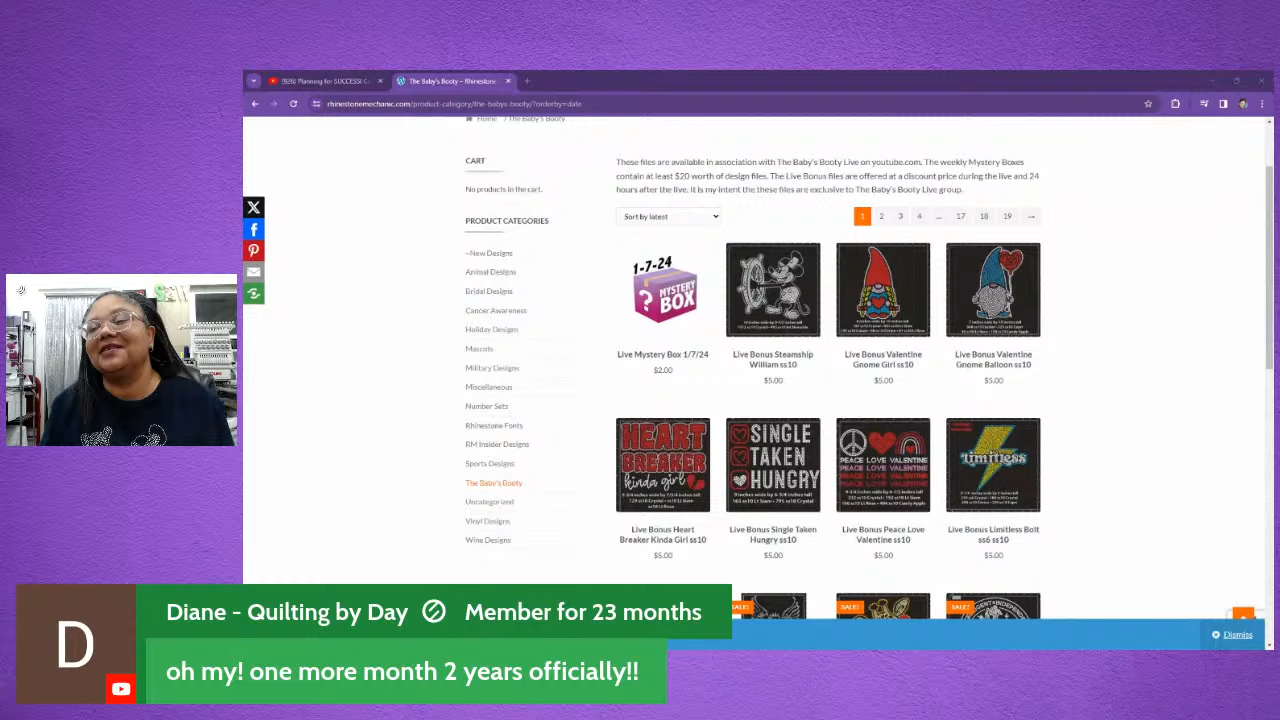 (926) Planning for SUCCESS! C
The Baby's Booty – Rhinestone
rhinestonemechanic.com/product-category/the-babys-booty/?orderby=date
Home / The Baby's Booty
CART
No products in the cart.
PRODUCT CATEGORIES
~New Designs
Animal Designs
Bridal Designs
Cancer Awareness
Holiday Designs
Mascots
Military Designs
Miscellaneous
Number Sets
Rhinestone Fonts
RM Insider Designs
Sports Designs
The Baby's Booty
Uncategorized
Vinyl Designs
Wine Designs
These files are available in association with The Baby's Booty Live on youtube.com. The weekly Mystery Boxes
contain at least $20 worth of design files. The Live Bonus files are offered at a discount price during the live and 24
hours after the live. It is my intent the these files are exclusive to The Baby's Booty Live group.
Sort by latest
1 2 3 4 ... 17 18 19 →
1-7-24
MYSTERY
BOX
Live Mystery Box 1/7/24
$2.00
Live Bonus Steamship
William ss10
$5.00
Live Bonus Valentine
Gnome Girl ss10
$5.00
Live Bonus Valentine
Gnome Balloon ss10
$5.00
HEART
BREAKER
kinda girl
Live Bonus Heart
Breaker Kinda Girl ss10
$5.00
SINGLE
TAKEN
HUNGRY
Live Bonus Single Taken
Hungry ss10
$5.00
PEACE LOVE VALENTINE
PEACE LOVE VALENTINE
PEACE LOVE VALENTINE
PEACE LOVE VALENTINE
Live Bonus Peace Love
Valentine ss10
$5.00
Limitless
Live Bonus Limitless Bolt
ss6 ss10
$5.00
SALE!
SALE!
SALE!
Dismiss
D
Diane - Quilting by Day Member for 23 months
oh my! one more month 2 years officially!!